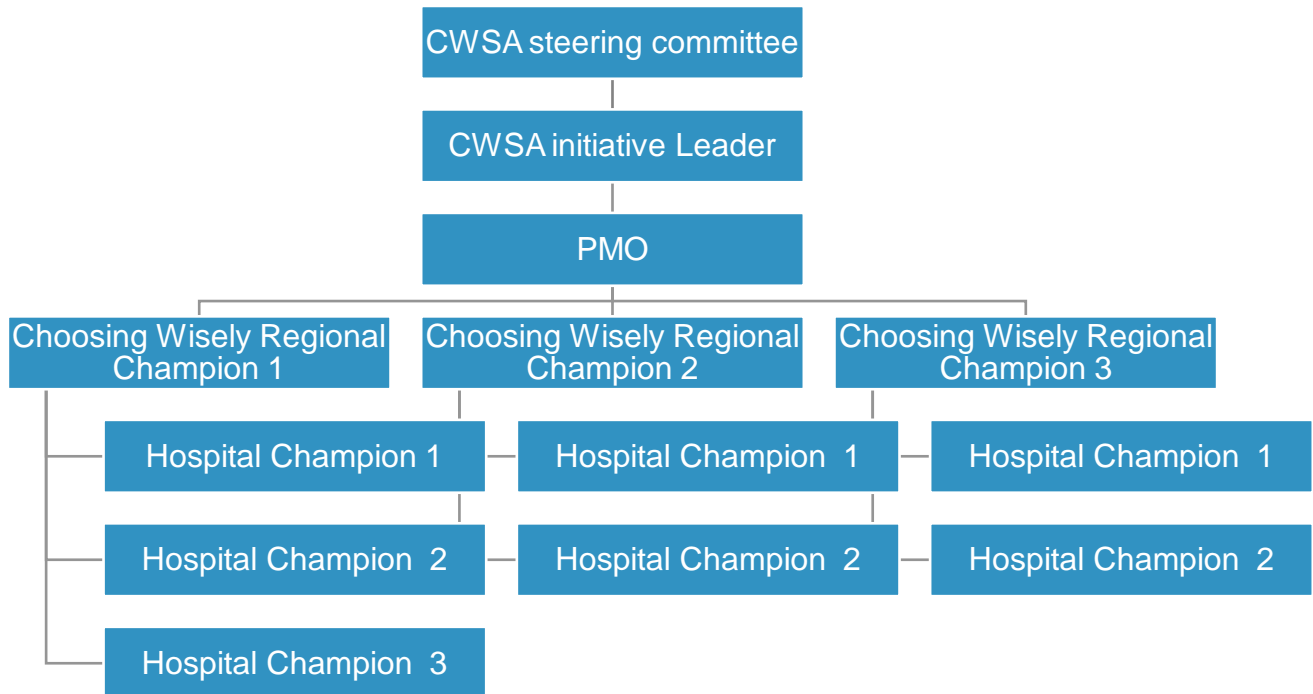 CWSA steering committee
CWSA initiative Leader
PMO
Choosing Wisely Regional
Champion 1
Choosing Wisely Regional
Champion 2
Choosing Wisely Regional
Champion 3
Hospital Champion 1
Hospital Champion 1
Hospital Champion 1
Hospital Champion 2
Hospital Champion 2
Hospital Champion 2
Hospital Champion 3